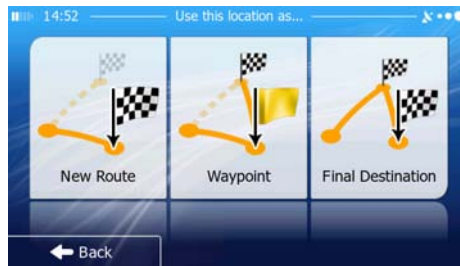 14:52 Use this location as...
New Route Waypoint Final Destination
Back